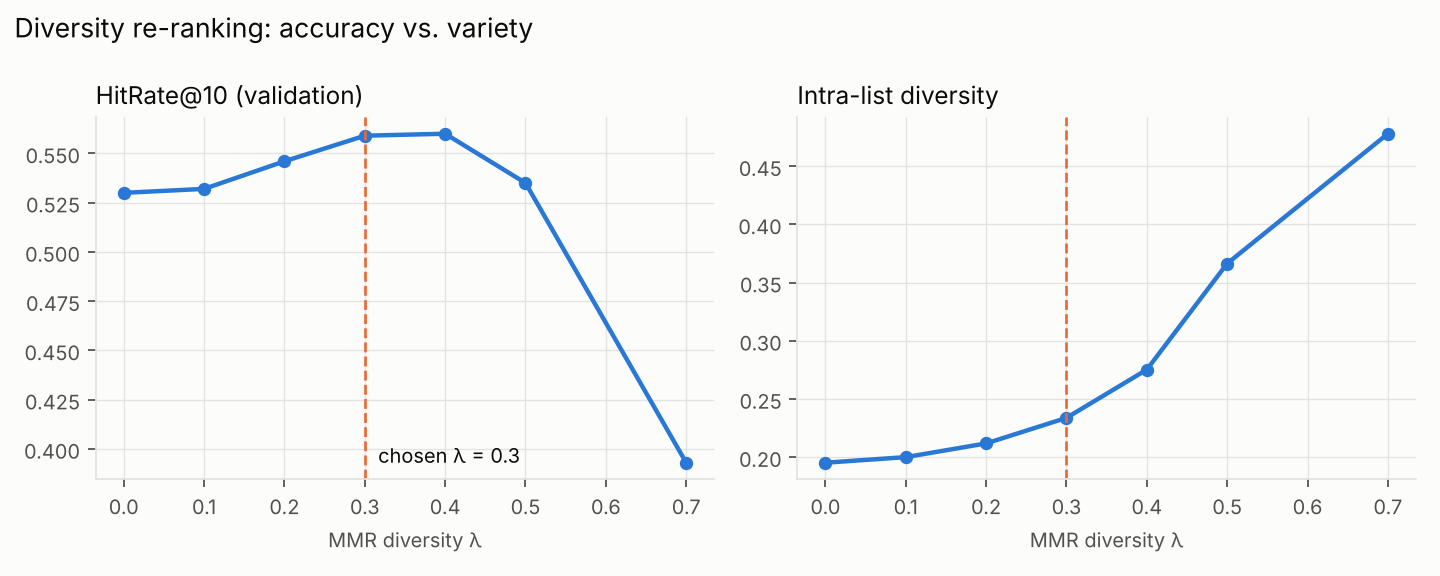 Diversity re-ranking: accuracy vs. variety
HitRate@10 (validation)
0.550
0.525
0.500
0.475
0.450
0.425
0.400
chosen λ = 0.3
0.0 0.1 0.2 0.3 0.4 0.5 0.6 0.7
MMR diversity λ
Intra-list diversity
0.45
0.40
0.35
0.30
0.25
0.20
0.0 0.1 0.2 0.3 0.4 0.5 0.6 0.7
MMR diversity λ